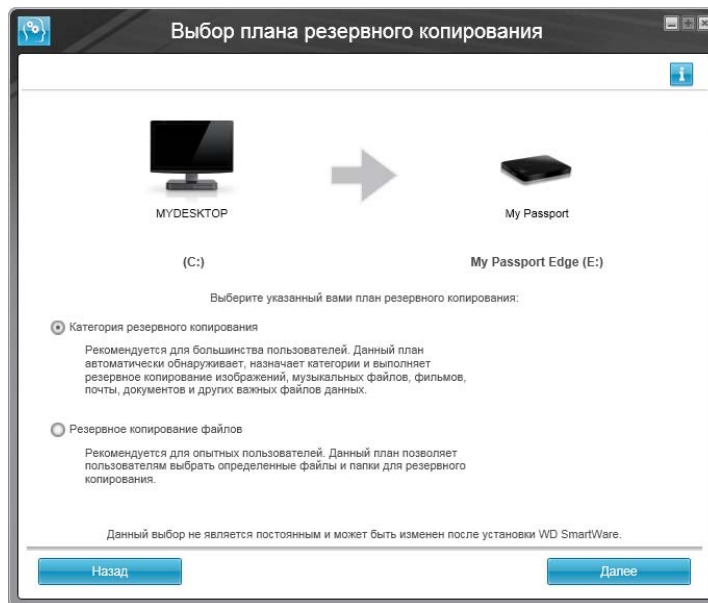 Выбор плана резервного копирования
MYDESKTOP
My Passport
(C:)
My Passport Edge (E:)
Выберите указанный вами план резервного копирования:
Категория резервного копирования
Рекомендуется для большинства пользователей. Данный план
автоматически обнаруживает, назначает категории и выполняет
резервное копирование изображений, музыкальных файлов, фильмов,
почты, документов и других важных файлов данных.
Резервное копирование файлов
Рекомендуется для опытных пользователей. Данный план позволяет
пользователям выбрать определенные файлы и папки для резервного
копирования.
Данный выбор не является постоянным и может быть изменен после установки WD SmartWare.
Назад
Далее